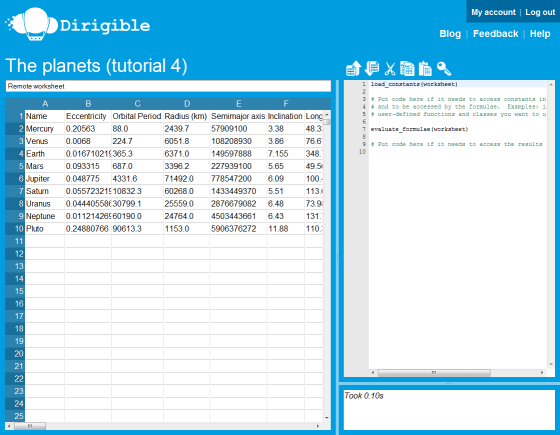 Dirigible
My account | Log out
Blog | Feedback | Help
The planets (tutorial 4)
Remote worksheet
A B C D E F
1 Name Eccentricity Orbital Period Radius (km) Semimajor axis Inclination Long
2 Mercury 0.20563 88.0 2439.7 57909100 3.38 48.3
3 Venus 0.0068 224.7 6051.8 108208930 3.86 76.6
4 Earth 0.016710219 365.3 6371.0 149597888 7.155 348.
5 Mars 0.093315 687.0 3396.2 227939100 5.65 49.5
6 Jupiter 0.048775 4331.6 71492.0 778547200 6.09 100.
7 Saturn 0.055723219 10832.3 60268.0 1433449370 5.51 113.
8 Uranus 0.044405586 30799.1 25559.0 2876679082 6.48 73.9
9 Neptune 0.011214269 60190.0 24764.0 4503443661 6.43 131.
10 Pluto 0.24880766 90613.3 1153.0 5906376272 11.88 110.
11
12
13
14
15
16
17
18
19
20
21
22
23
24
25
1 load_constants(worksheet)
2
3 # Put code here if it needs to access constants in
4 # and to be accessed by the formulae. Examples: i
5 # user-defined functions and classes you want to u
6
7 evaluate_formulae(worksheet)
8
9 # Put code here if it needs to access the results
10
Took 0.10s